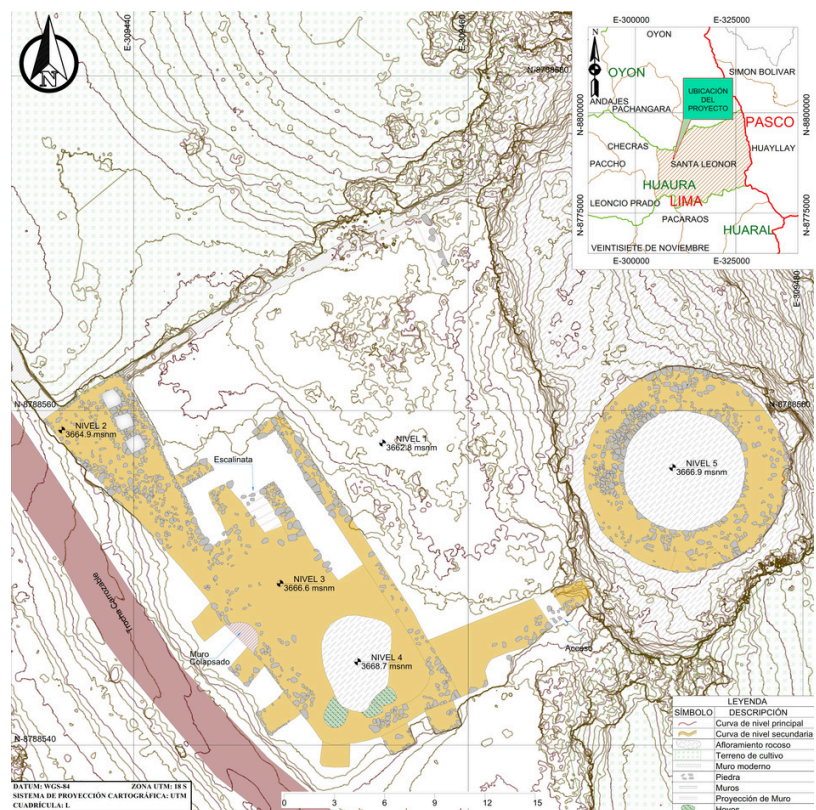 E-309440
E-309460
N-8788580
N
E-300000
E-325000
OYON
OYON
SIMON BOLIVAR
UBICACIÓN
DEL
PROYECTO
ANDAJES
PACHANGARA
N-8800000
N-8800000
PASCO
CHECRAS
HUAYLLAY
PACCHO
SANTA LEONOR
HUAURA
LEONCIO PRADO
LIMA
N-8775000
N-8775000
PACARAOS
HUARAL
VEINTISIETE DE NOVIEMBRE
E-300000
E-325000
E-309480
N-8788560
N-8788560
NIVEL 2
3664.9 msnm
NIVEL 1
3662.8 msnm
Escalinata
NIVEL 5
3666.9 msnm
NIVEL 3
3666.6 msnm
Trocha Carrozable
Muro
Colapsado
NIVEL 4
3668.7 msnm
Acceso
N-8788540
LEYENDA
SÍMBOLO DESCRIPCIÓN
Curva de nivel principal
Curva de nivel secundaria
Afloramiento rocoso
Terreno de cultivo
Muro moderno
Piedra
Muros
Proyección de Muro
Hoyos
DATUM: WGS-84 ZONA UTM: 18 S
SISTEMA DE PROYECCIÓN CARTOGRÁFICA: UTM
CUADRÍCULA: L
0 3 6 9 12 15